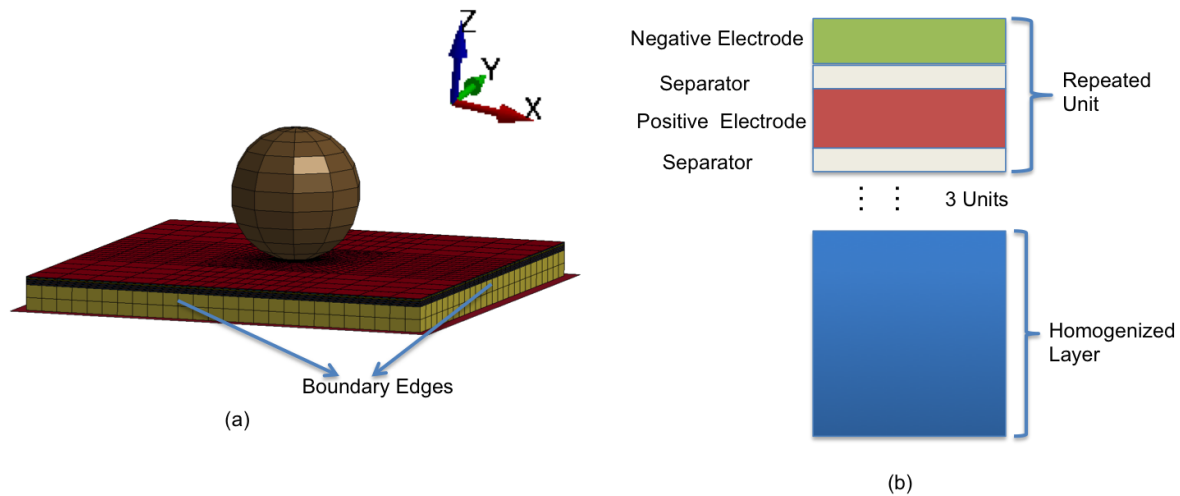 Z
Y
X
Boundary Edges
(a)
Negative Electrode
Separator
Positive Electrode
Separator
Repeated
Unit
3 Units
Homogenized
Layer
(b)